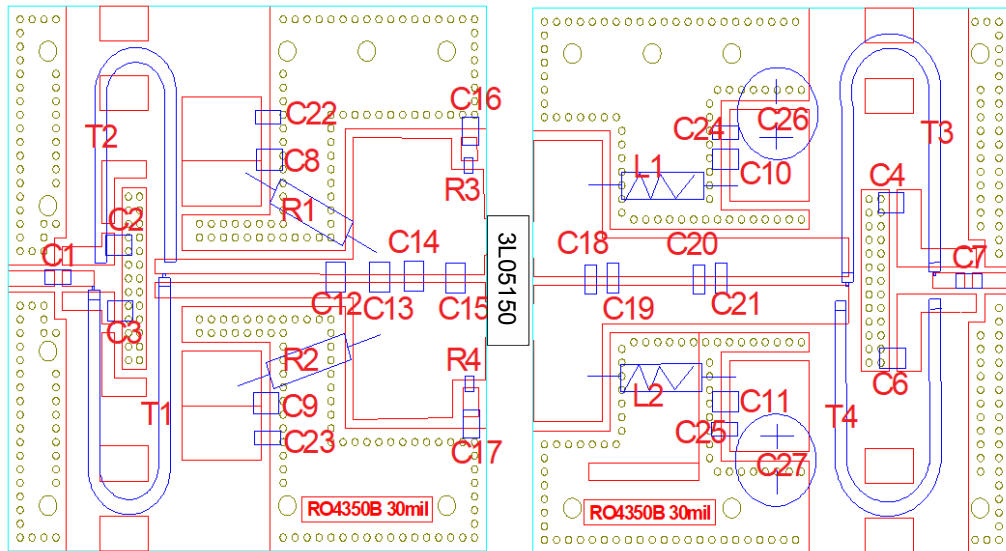 C16
C22
C26
T2
C24
T3
C8
R3
L1
C10
C4
R1
C2
C14
C18
C20
C7
C1
3L05150
C12
C13
C15
C19
C21
C3
R2
R4
C6
L2
T1
C9
C11
T4
C23
C17
C25
C27
RO4350B 30mil
RO4350B 30mil